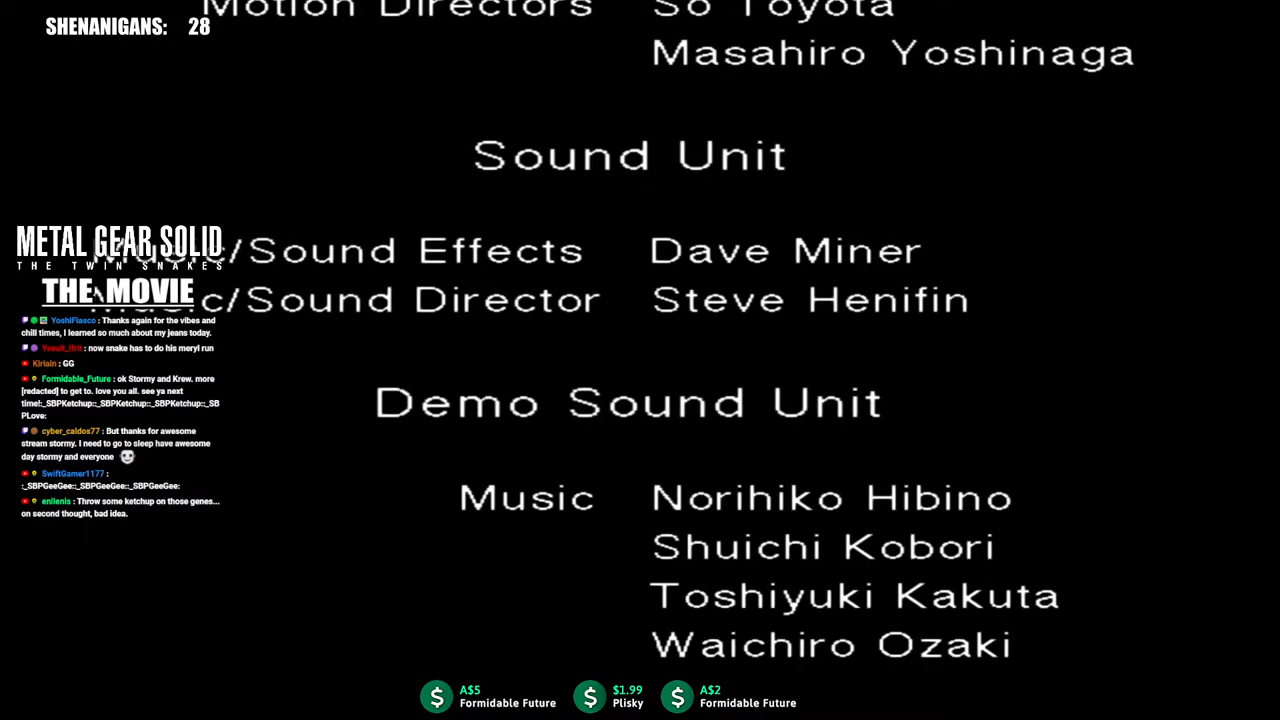 SHENANIGANS: 28
Motion Directors So Toyota
Masahiro Yoshinaga
Sound Unit
Music/Sound Effects Dave Miner
Music/Sound Director Steve Henifin
METAL GEAR SOLID
THE TWIN SNAKES
THE MOVIE
YoshiFiasco : Thanks again for the vibes and
chill times, I learned so much about my jeans today.
: now snake has to do his meryl run
Kiriain : GG
Formidable_Future : ok Stormy and Krew. more
[redacted] to get to. love you all. see ya next
time!:_SBPKetchup::_SBPKetchup::_SBPKetchup::_SB
PLove:
cyber_caldos77 : But thanks for awesome
stream stormy. I need to go to sleep have awesome
day stormy and everyone
SwiftGamer1177 :
:_SBPGeeGee::_SBPGeeGee::_SBPGeeGee:
enilenis : Throw some ketchup on those genes...
on second thought, bad idea.
Demo Sound Unit
Music Norihiko Hibino
Shuichi Kobori
Toshiyuki Kakuta
Waichiro Ozaki
$ A$5
Formidable Future
$ $1.99
Plisky
$ A$2
Formidable Future